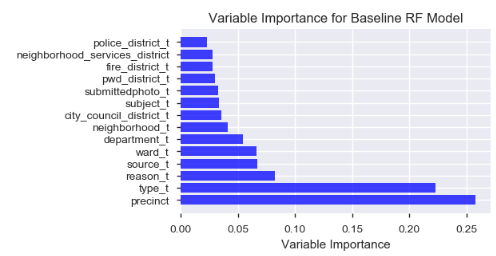 Variable Importance for Baseline RF Model
police_district_t
neighborhood_services_district
fire_district_t
pwd_district_t
submittedphoto_t
subject_t
city_council_district_t
neighborhood_t
department_t
ward_t
source_t
reason_t
type_t
precinct
0.00 0.05 0.10 0.15 0.20 0.25
Variable Importance